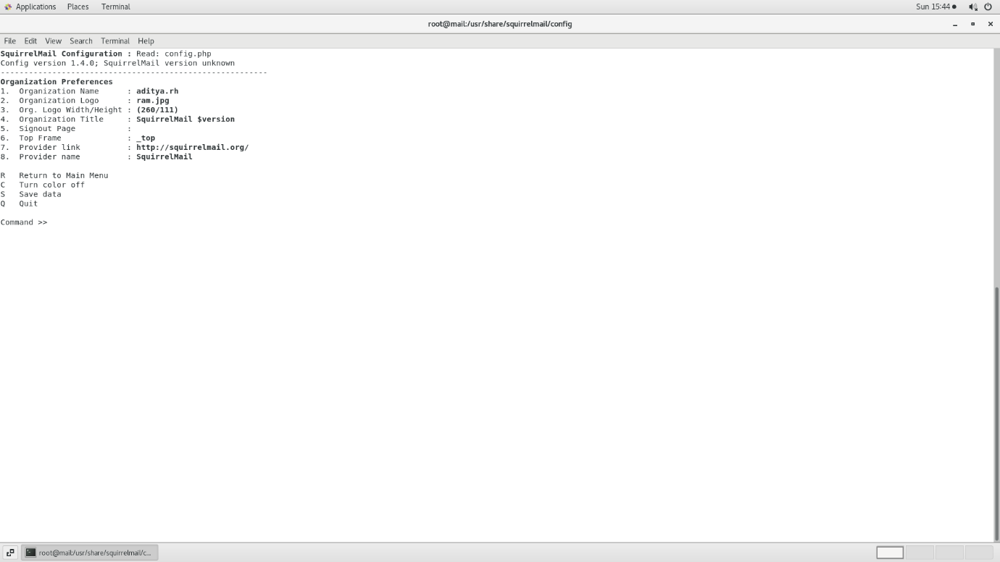 Applications Places Terminal Sun 15:44
root@mail:/usr/share/squirrelmail/config
File Edit View Search Terminal Help
SquirrelMail Configuration : Read: config.php
Config version 1.4.0; SquirrelMail version unknown
---------------------------------------------------------
Organization Preferences
1.  Organization Name      : aditya.rh
2.  Organization Logo      : ram.jpg
3.  Org. Logo Width/Height : (260/111)
4.  Organization Title     : SquirrelMail $version
5.  Signout Page           :
6.  Top Frame              : _top
7.  Provider link          : http://squirrelmail.org/
8.  Provider name          : SquirrelMail
R   Return to Main Menu
C   Turn color off
S   Save data
Q   Quit
Command >>
root@mail:/usr/share/squirrelmail/c...